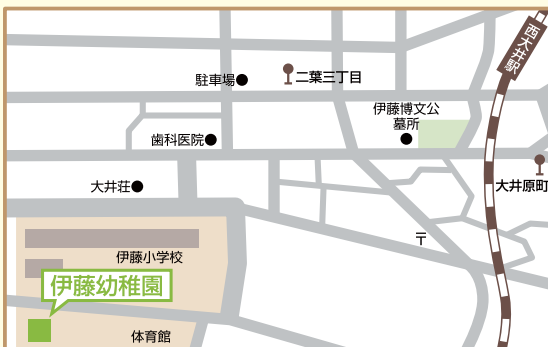 西大井駅
駐車場
二葉三丁目
伊藤博文公
墓所
歯科医院
大井荘
大井原町
〒
伊藤小学校
伊藤幼稚園
体育館